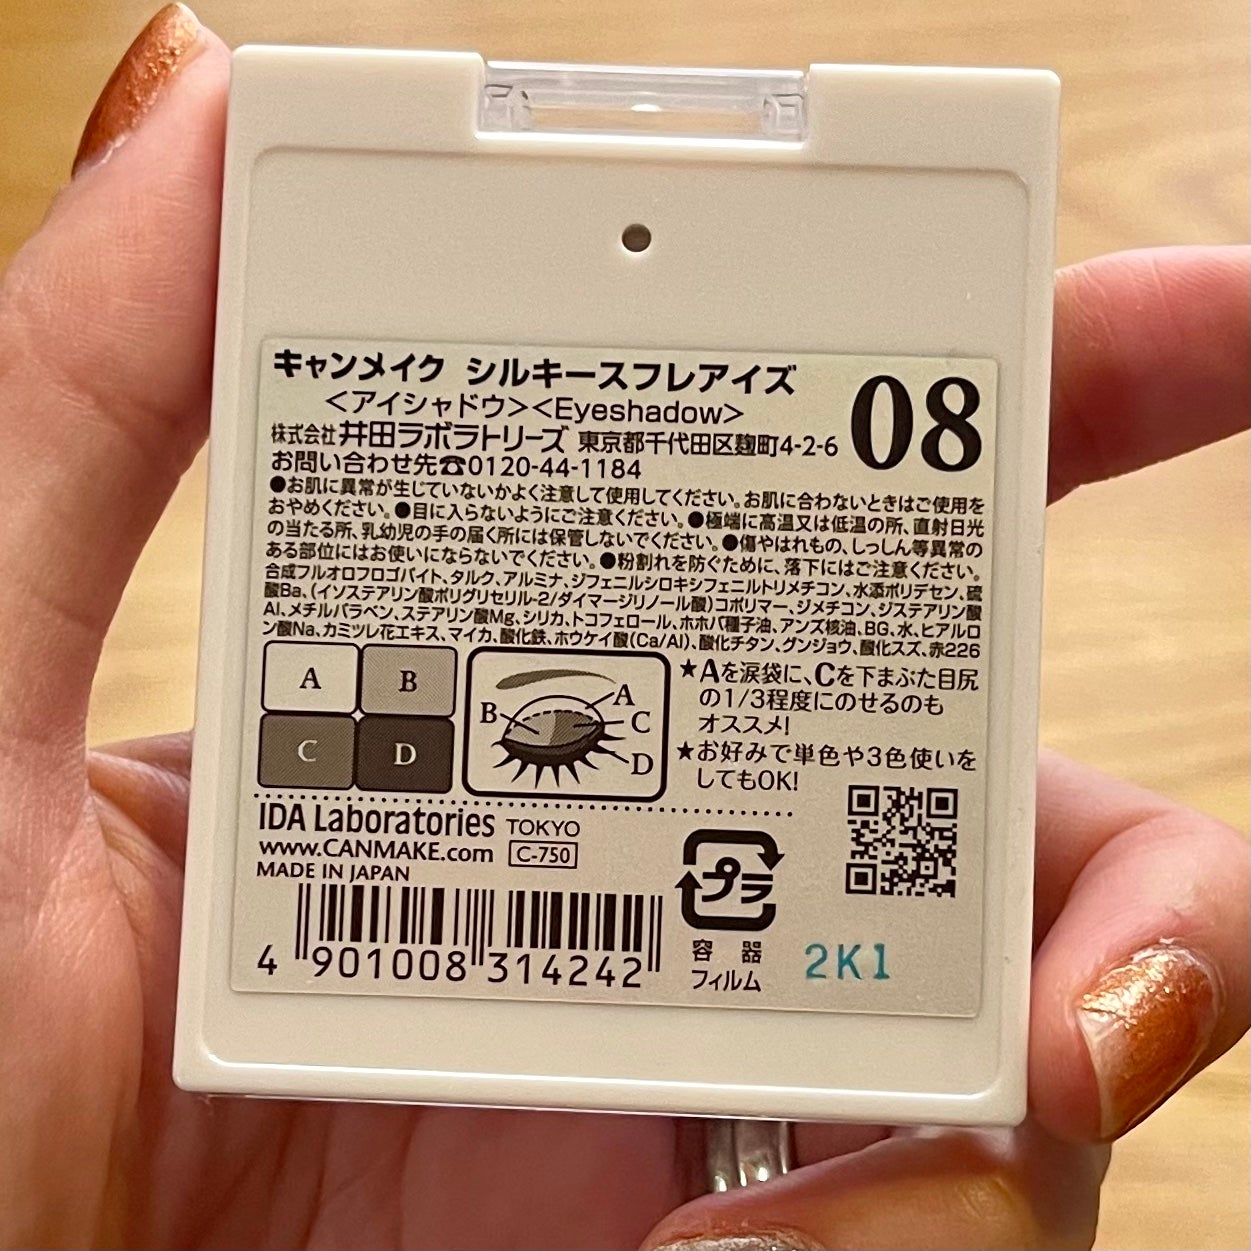 キャンメイク シルキースフレアイズ
<アイシャドウ><Eyeshadow>
08
株式会社 井田ラボラトリーズ 東京都千代田区麹町4-2-6
お問い合わせ先☎0120-44-1184
●お肌に異常が生じていないかよく注意して使用してください。お肌に合わないときはご使用を
おやめください。●目に入らないようにご注意ください。●極端に高温又は低温の所、直射日光
の当たる所、乳幼児の手の届く所には保管しないでください。●傷やはれもの、しっしん等異常の
ある部位にはお使いにならないでください。●粉割れを防ぐために、落下にはご注意ください。
合成フルオロフロゴパイト、タルク、アルミナ、ジフェニルシロキシフェニルトリメチコン、水添ポリデセン、硫
酸Ba、(イソステアリン酸ポリグリセリル-2/ダイマージリノール酸)コポリマー、ジメチコン、ジステアリン酸
Al、メチルパラベン、ステアリン酸Mg、シリカ、トコフェロール、ホホバ種子油、アンズ核油、BG、水、ヒアルロ
ン酸Na、カミツレ花エキス、マイカ、酸化鉄、ホウケイ酸(Ca/Al)、酸化チタン、グンジョウ、酸化スズ、赤226
A B
C D
A
B C
D
★Aを涙袋に、Cを下まぶた目尻
の1/3程度にのせるのも
オススメ!
★お好みで単色や3色使いを
してもOK!
IDA Laboratories TOKYO
www.CANMAKE.com C-750
MADE IN JAPAN
4 901008 314242
プラ
容器
フィルム
2K1